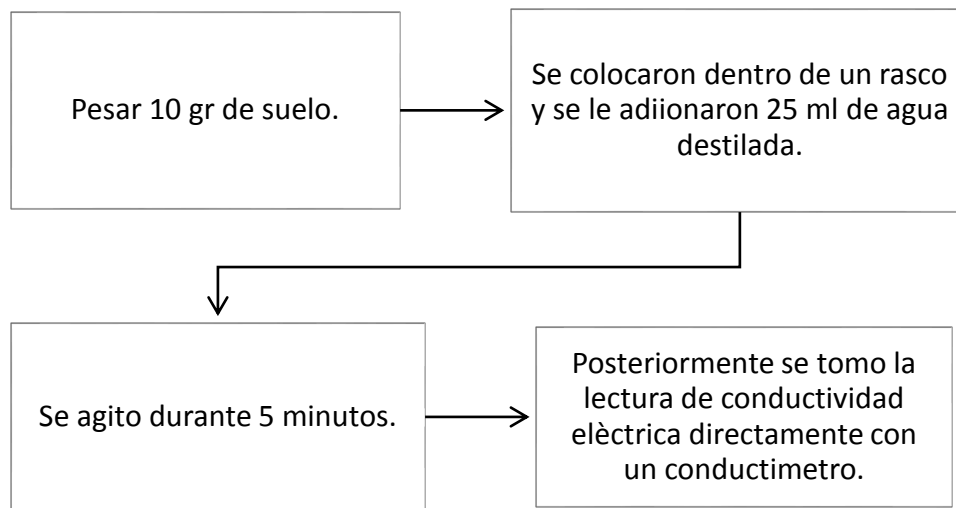 Pesar 10 gr de suelo.
Se colocaron dentro de un rasco
y se le adiionaron 25 ml de agua
destilada.
Se agito durante 5 minutos.
Posteriormente se tomo la
lectura de conductividad
elèctrica directamente con
un conductimetro.